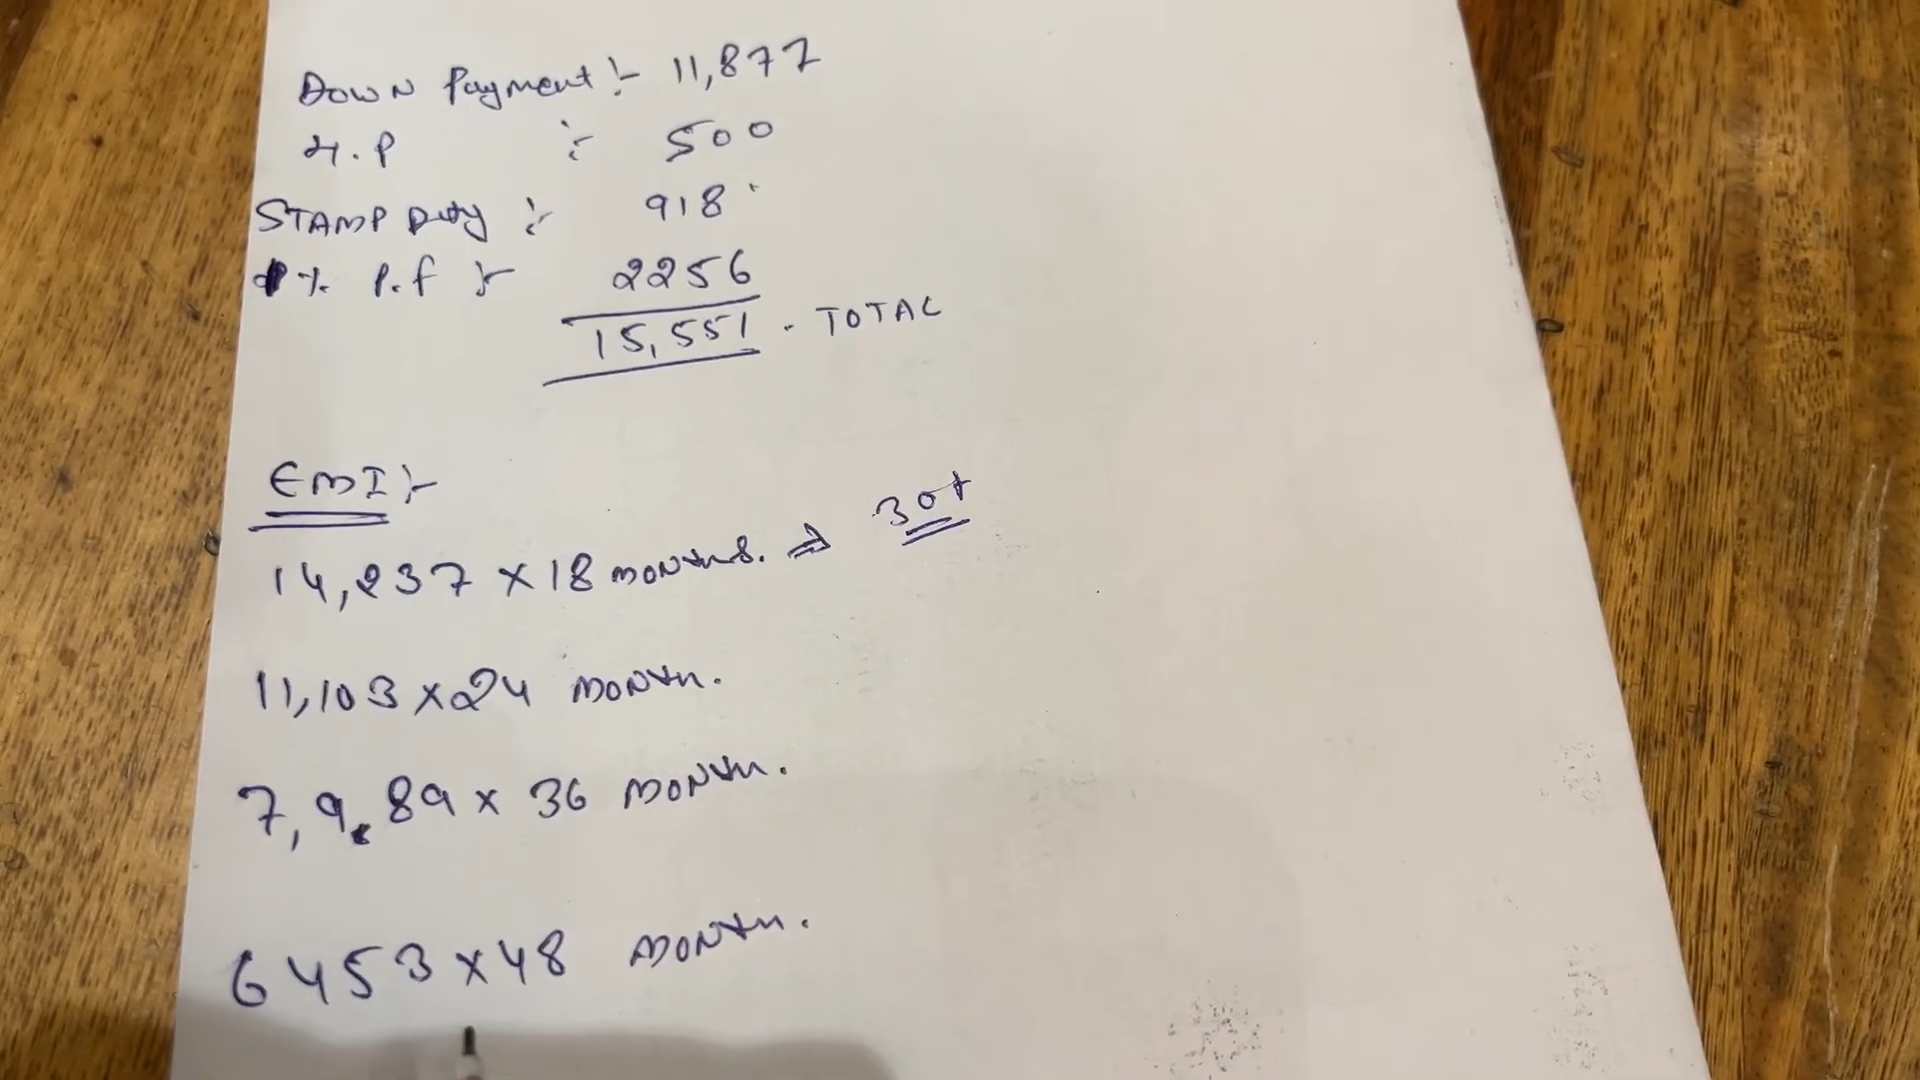 Down Payment :- 11,877
H.P :- 500
STAMP Duty :- 918
1% P.f :- 2256
15,551 . TOTAL
EMI :-
14,237 x 18 months. ⇒ 30+
11,103 x 24 month.
7,989 x 36 month.
6453 x 48 month.